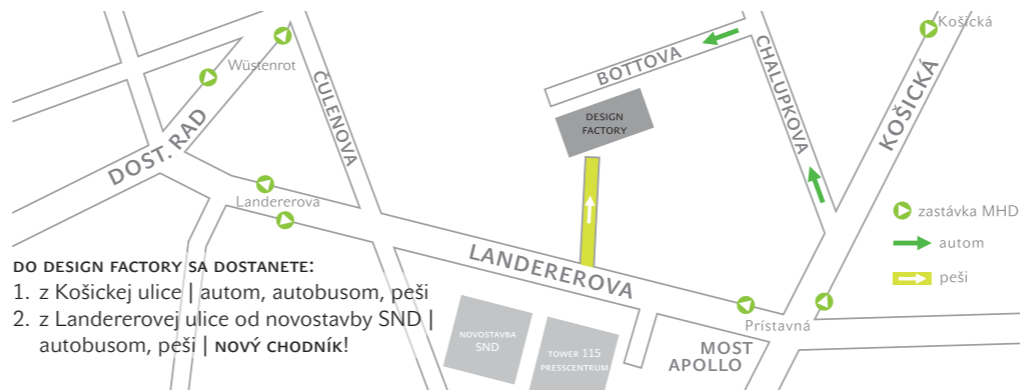 Košická
Wüstenrot
BOTTOVA
CHALUPKOVA
KOŠICKÁ
ČULENOVA
DOST. RAD
DESIGN
FACTORY
Landererova
zastávka MHD
autom
peši
LANDEREROVA
DO DESIGN FACTORY SA DOSTANETE:
1. z Košickej ulice | autom, autobusom, peši
2. z Landererovej ulice od novostavby SND |
autobusom, peši | NOVÝ CHODNÍK!
Prístavná
NOVOSTAVBA
SND
TOWER 115
PRESSCENTRUM
MOST
APOLLO